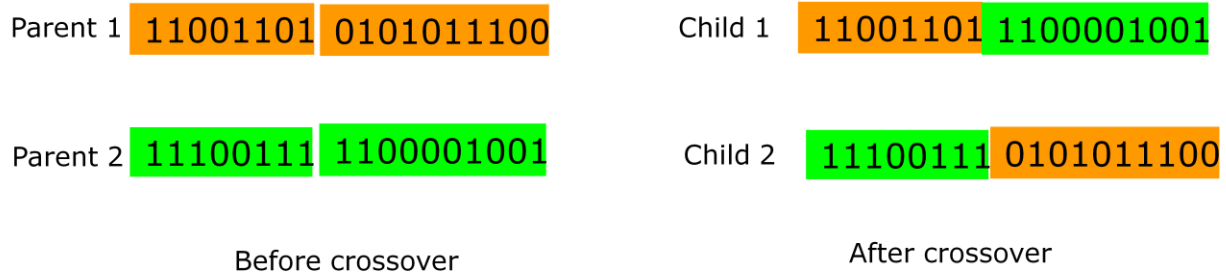 Parent 1 11001101 0101011100 Child 1 11001101 1100001001
Parent 2 11100111 1100001001 Child 2 11100111 0101011100
Before crossover After crossover